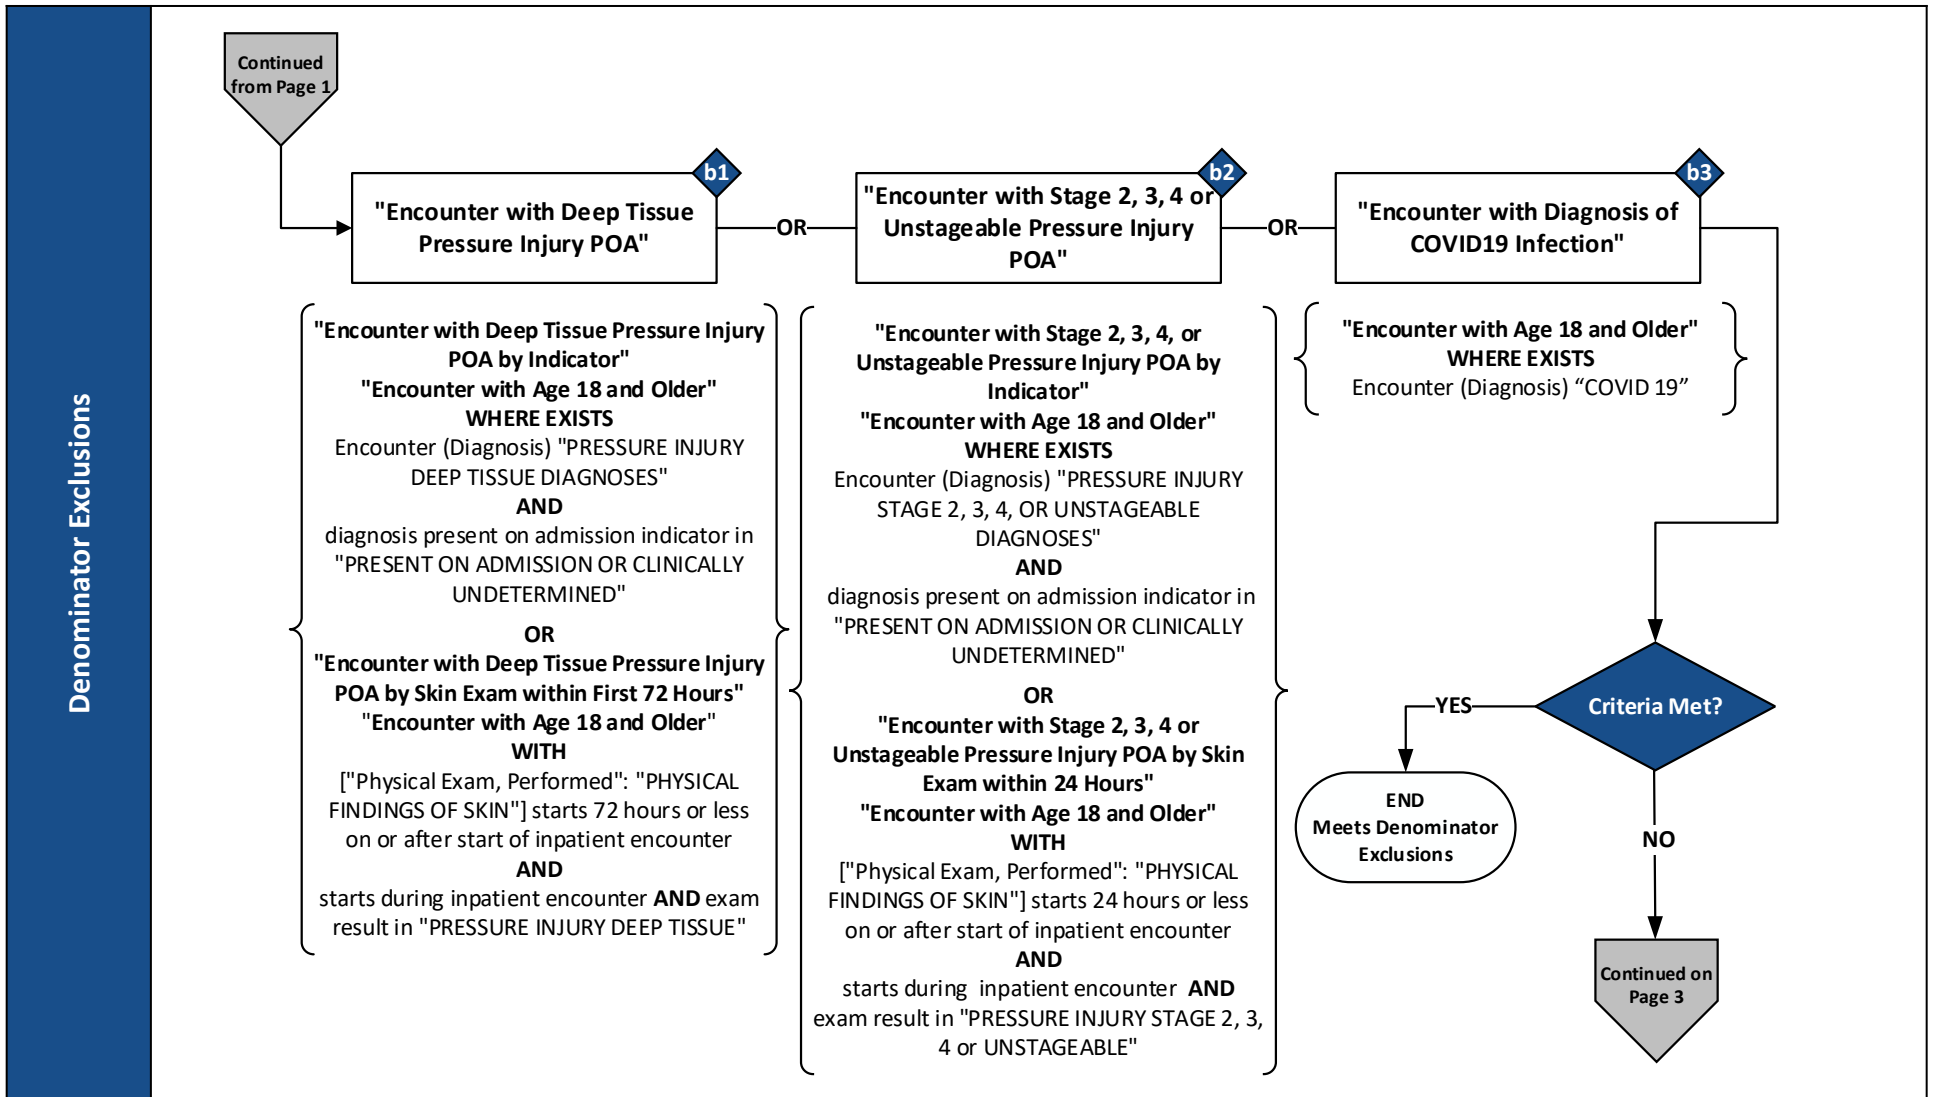 Denominator Exclusions
Continued
from Page 1
b1
"Encounter with Deep Tissue
Pressure Injury POA"
OR
b2
"Encounter with Stage 2, 3, 4 or
Unstageable Pressure Injury
POA"
OR
b3
"Encounter with Diagnosis of
COVID19 Infection"
"Encounter with Deep Tissue Pressure Injury
POA by Indicator"
"Encounter with Age 18 and Older"
WHERE EXISTS
Encounter (Diagnosis) "PRESSURE INJURY
DEEP TISSUE DIAGNOSES"
AND
diagnosis present on admission indicator in
"PRESENT ON ADMISSION OR CLINICALLY
UNDETERMINED"
OR
"Encounter with Deep Tissue Pressure Injury
POA by Skin Exam within First 72 Hours"
"Encounter with Age 18 and Older"
WITH
["Physical Exam, Performed": "PHYSICAL
FINDINGS OF SKIN"] starts 72 hours or less
on or after start of inpatient encounter
AND
starts during inpatient encounter AND exam
result in "PRESSURE INJURY DEEP TISSUE"
"Encounter with Stage 2, 3, 4, or
Unstageable Pressure Injury POA by
Indicator"
"Encounter with Age 18 and Older"
WHERE EXISTS
Encounter (Diagnosis) "PRESSURE INJURY
STAGE 2, 3, 4, OR UNSTAGEABLE
DIAGNOSES"
AND
diagnosis present on admission indicator in
"PRESENT ON ADMISSION OR CLINICALLY
UNDETERMINED"
OR
"Encounter with Stage 2, 3, 4 or
Unstageable Pressure Injury POA by Skin
Exam within 24 Hours"
"Encounter with Age 18 and Older"
WITH
["Physical Exam, Performed": "PHYSICAL
FINDINGS OF SKIN"] starts 24 hours or less
on or after start of inpatient encounter
AND
starts during inpatient encounter AND
exam result in "PRESSURE INJURY STAGE 2, 3,
4 or UNSTAGEABLE"
"Encounter with Age 18 and Older"
WHERE EXISTS
Encounter (Diagnosis) “COVID 19”
Criteria Met?
YES
END
Meets Denominator
Exclusions
NO
Continued on
Page 3